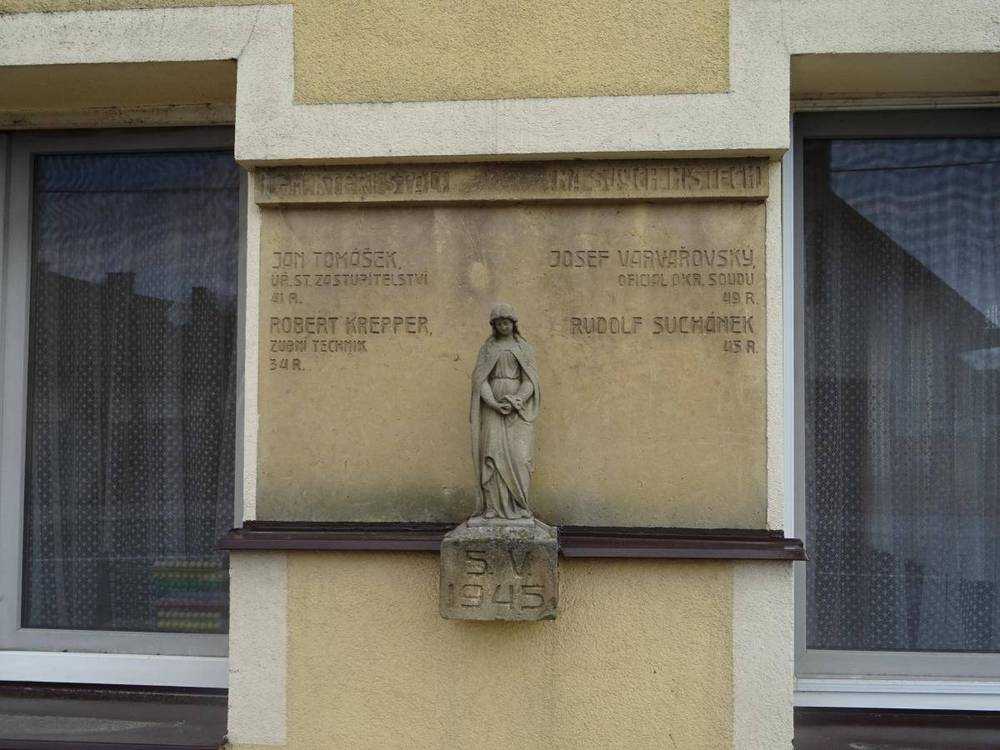 JAN TOMÁŠEK,
ÚŘ. ST. ZASTUPITELSTVÍ
41 R.
ROBERT KREPPER,
ZUBNÍ TECHNIK
34 R.
JOSEF VARVAŘOVSKÝ,
OFICIÁL OKR. SOUDU
49 R.
RUDOLF SUCHÁNEK
43 R.
5. V.
1945